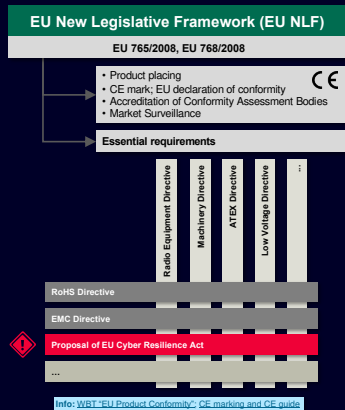 EU New Legislative Framework (EU NLF)
EU 765/2008, EU 768/2008
• Product placing
• CE mark; EU declaration of conformity
• Accreditation of Conformity Assessment Bodies
• Market Surveillance
CE
Essential requirements
Radio Equipment Directive
Machinery Directive
ATEX Directive
Low Voltage Directive
...
RoHS Directive
EMC Directive
!
Proposal of EU Cyber Resilience Act
...
Info: WBT "EU Product Conformity"; CE marking and CE guide